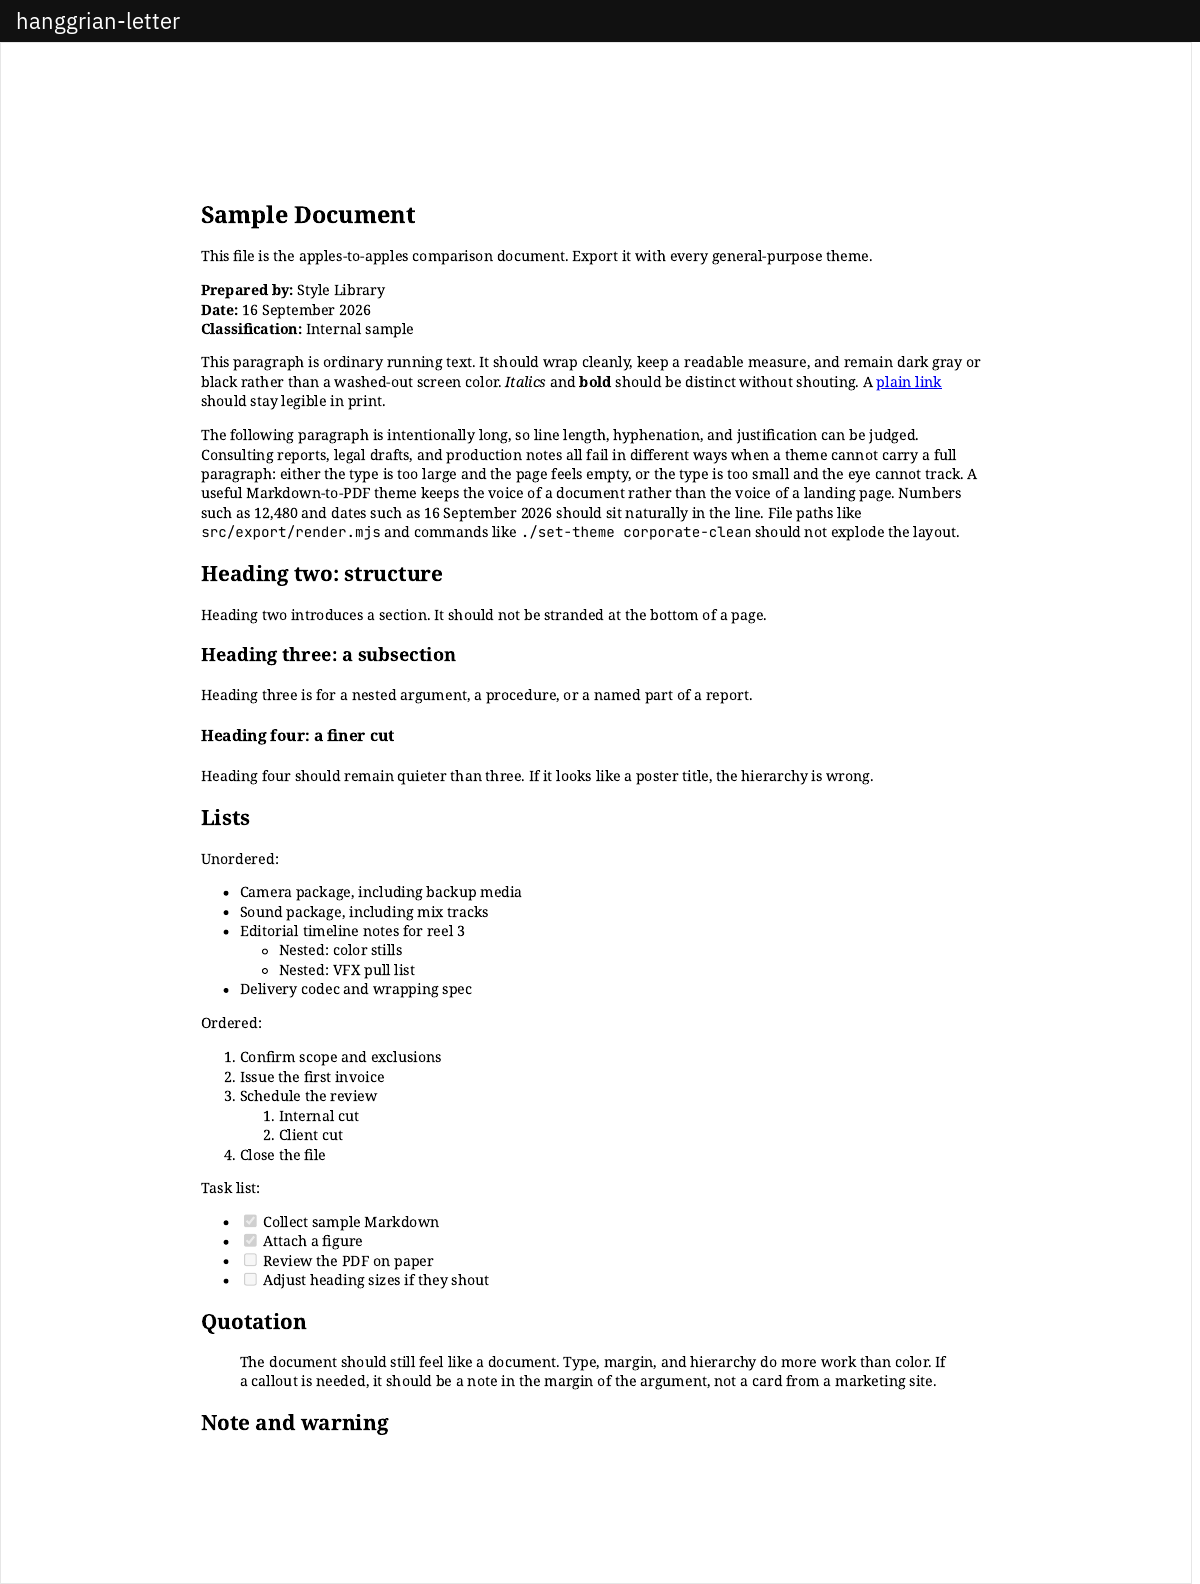 hanggrian-letter
Sample Document
This file is the apples-to-apples comparison document. Export it with every general-purpose theme.
Prepared by: Style Library
Date: 16 September 2026
Classification: Internal sample
This paragraph is ordinary running text. It should wrap cleanly, keep a readable measure, and remain dark gray or
black rather than a washed-out screen color. Italics and bold should be distinct without shouting. A plain link
should stay legible in print.
The following paragraph is intentionally long, so line length, hyphenation, and justification can be judged.
Consulting reports, legal drafts, and production notes all fail in different ways when a theme cannot carry a full
paragraph: either the type is too large and the page feels empty, or the type is too small and the eye cannot track. A
useful Markdown-to-PDF theme keeps the voice of a document rather than the voice of a landing page. Numbers
such as 12,480 and dates such as 16 September 2026 should sit naturally in the line. File paths like
src/export/render.mjs and commands like ./set-theme corporate-clean should not explode the layout.
Heading two: structure
Heading two introduces a section. It should not be stranded at the bottom of a page.
Heading three: a subsection
Heading three is for a nested argument, a procedure, or a named part of a report.
Heading four: a finer cut
Heading four should remain quieter than three. If it looks like a poster title, the hierarchy is wrong.
Lists
Unordered:
• Camera package, including backup media
• Sound package, including mix tracks
• Editorial timeline notes for reel 3
◦ Nested: color stills
◦ Nested: VFX pull list
• Delivery codec and wrapping spec
Ordered:
1. Confirm scope and exclusions
2. Issue the first invoice
3. Schedule the review
1. Internal cut
2. Client cut
4. Close the file
Task list:
• ☑ Collect sample Markdown
• ☑ Attach a figure
• ☐ Review the PDF on paper
• ☐ Adjust heading sizes if they shout
Quotation
The document should still feel like a document. Type, margin, and hierarchy do more work than color. If
a callout is needed, it should be a note in the margin of the argument, not a card from a marketing site.
Note and warning